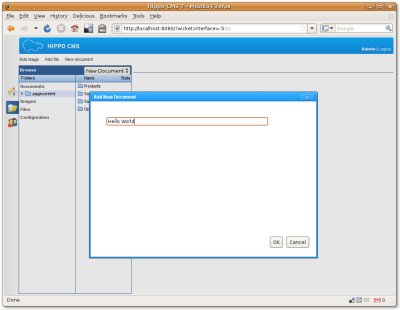 Hippo CMS 7 - Mozilla Firefox
File Edit View History Delicious Bookmarks Tools Help
http://localhost:8080/?wicket:interface=:5:::
Google
HIPPO CMS
Admin | Logout
Add image Add file New document
Browse
New Document
Folders Name State
Documents
pagecontent
Images
Files
Configuration
Products
Add New Document
Hello World
OK Cancel
Done
0